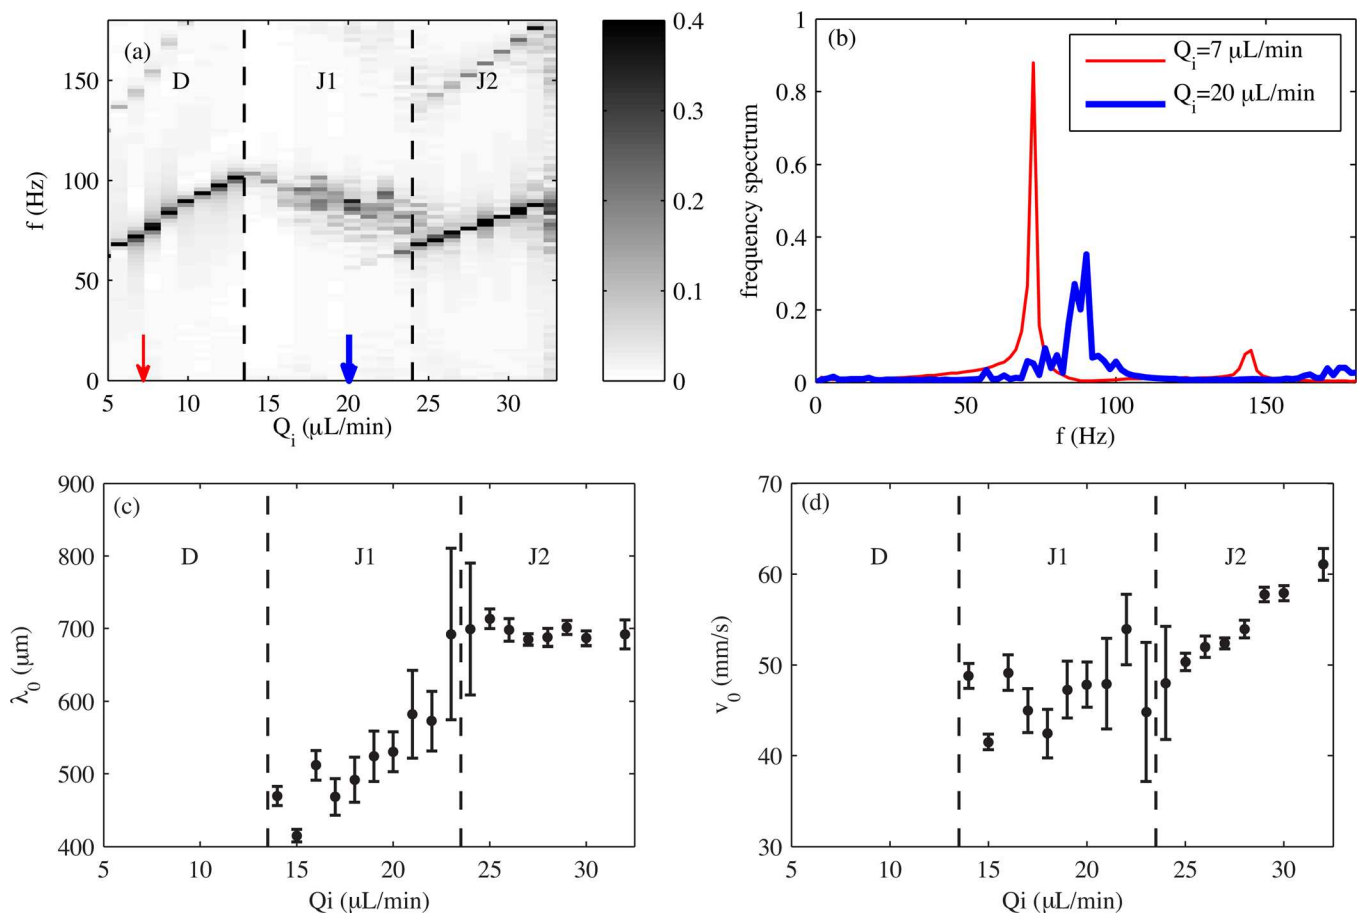 (a)
D
J1
J2
150
100
50
0
f (Hz)
5
10
15
20
25
30
Q_i (μL/min)
0.4
0.3
0.2
0.1
0
(b)
Q_i=7 μL/min
Q_i=20 μL/min
1
0.8
0.6
0.4
0.2
0
frequency spectrum
0
50
100
150
f (Hz)
(c)
D
J1
J2
900
800
700
600
500
400
λ_0 (μm)
5
10
15
20
25
30
Qi (μL/min)
(d)
D
J1
J2
70
60
50
40
30
v_0 (mm/s)
5
10
15
20
25
30
Qi (μL/min)